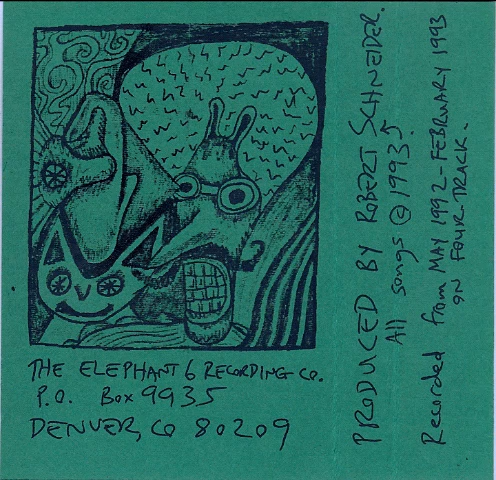 THE ELEPHANT 6 RECORDING CO.
P.O. Box 9935
DENVER, CO 80209
PRODUCED BY ROBERT SCHNEIDER.
All songs © 1993.
Recorded from MAY 1992-FEBRUARY 1993
ON FOUR-TRACK.